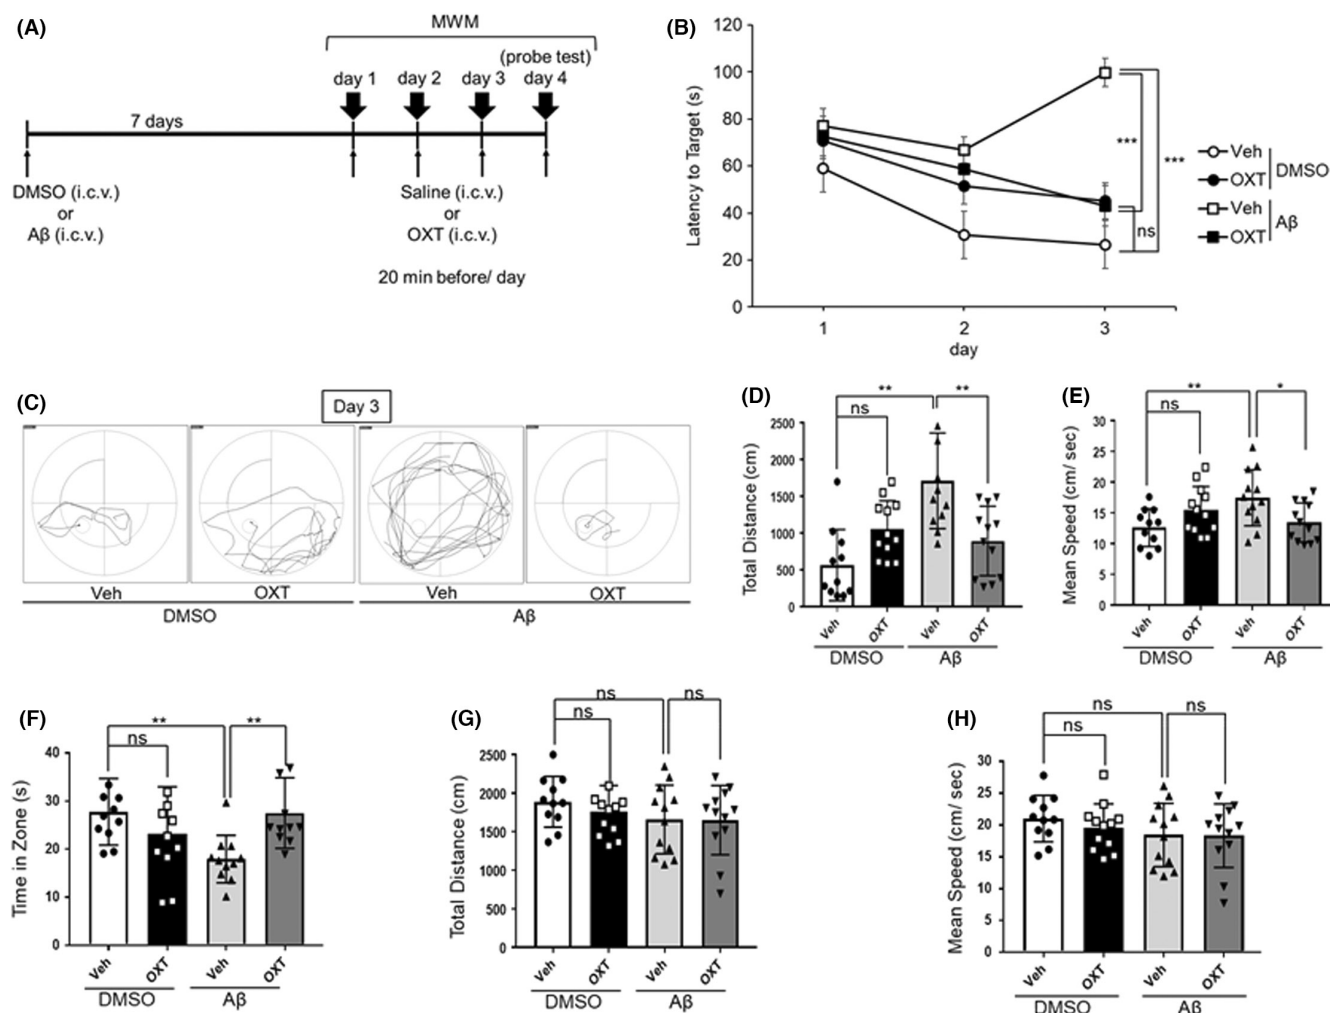 (A)
MWM
(probe test)
day 1 day 2 day 3 day 4
7 days
DMSO (i.c.v.)
or
Aβ (i.c.v.)
Saline (i.c.v.)
or
OXT (i.c.v.)
20 min before/ day
(B)
Latency to Target (s)
120
100
80
60
40
20
0
1 2 3
day
***
***
ns
Veh
OXT
DMSO
Veh
OXT
Aβ
(C)
Day 3
Veh OXT Veh OXT
DMSO Aβ
(D)
** **
ns
Total Distance (cm)
2500
2000
1500
1000
500
0
Veh OXT Veh OXT
DMSO Aβ
(E)
** *
ns
Mean Speed (cm/ sec)
30
25
20
15
10
5
0
Veh OXT Veh OXT
DMSO Aβ
(F)
** **
ns
Time in Zone (s)
40
30
20
10
0
Veh OXT Veh OXT
DMSO Aβ
(G)
ns ns
ns
Total Distance (cm)
2500
2000
1500
1000
500
0
Veh OXT Veh OXT
DMSO Aβ
(H)
ns ns
ns
Mean Speed (cm/ sec)
30
25
20
15
10
5
0
Veh OXT Veh OXT
DMSO Aβ